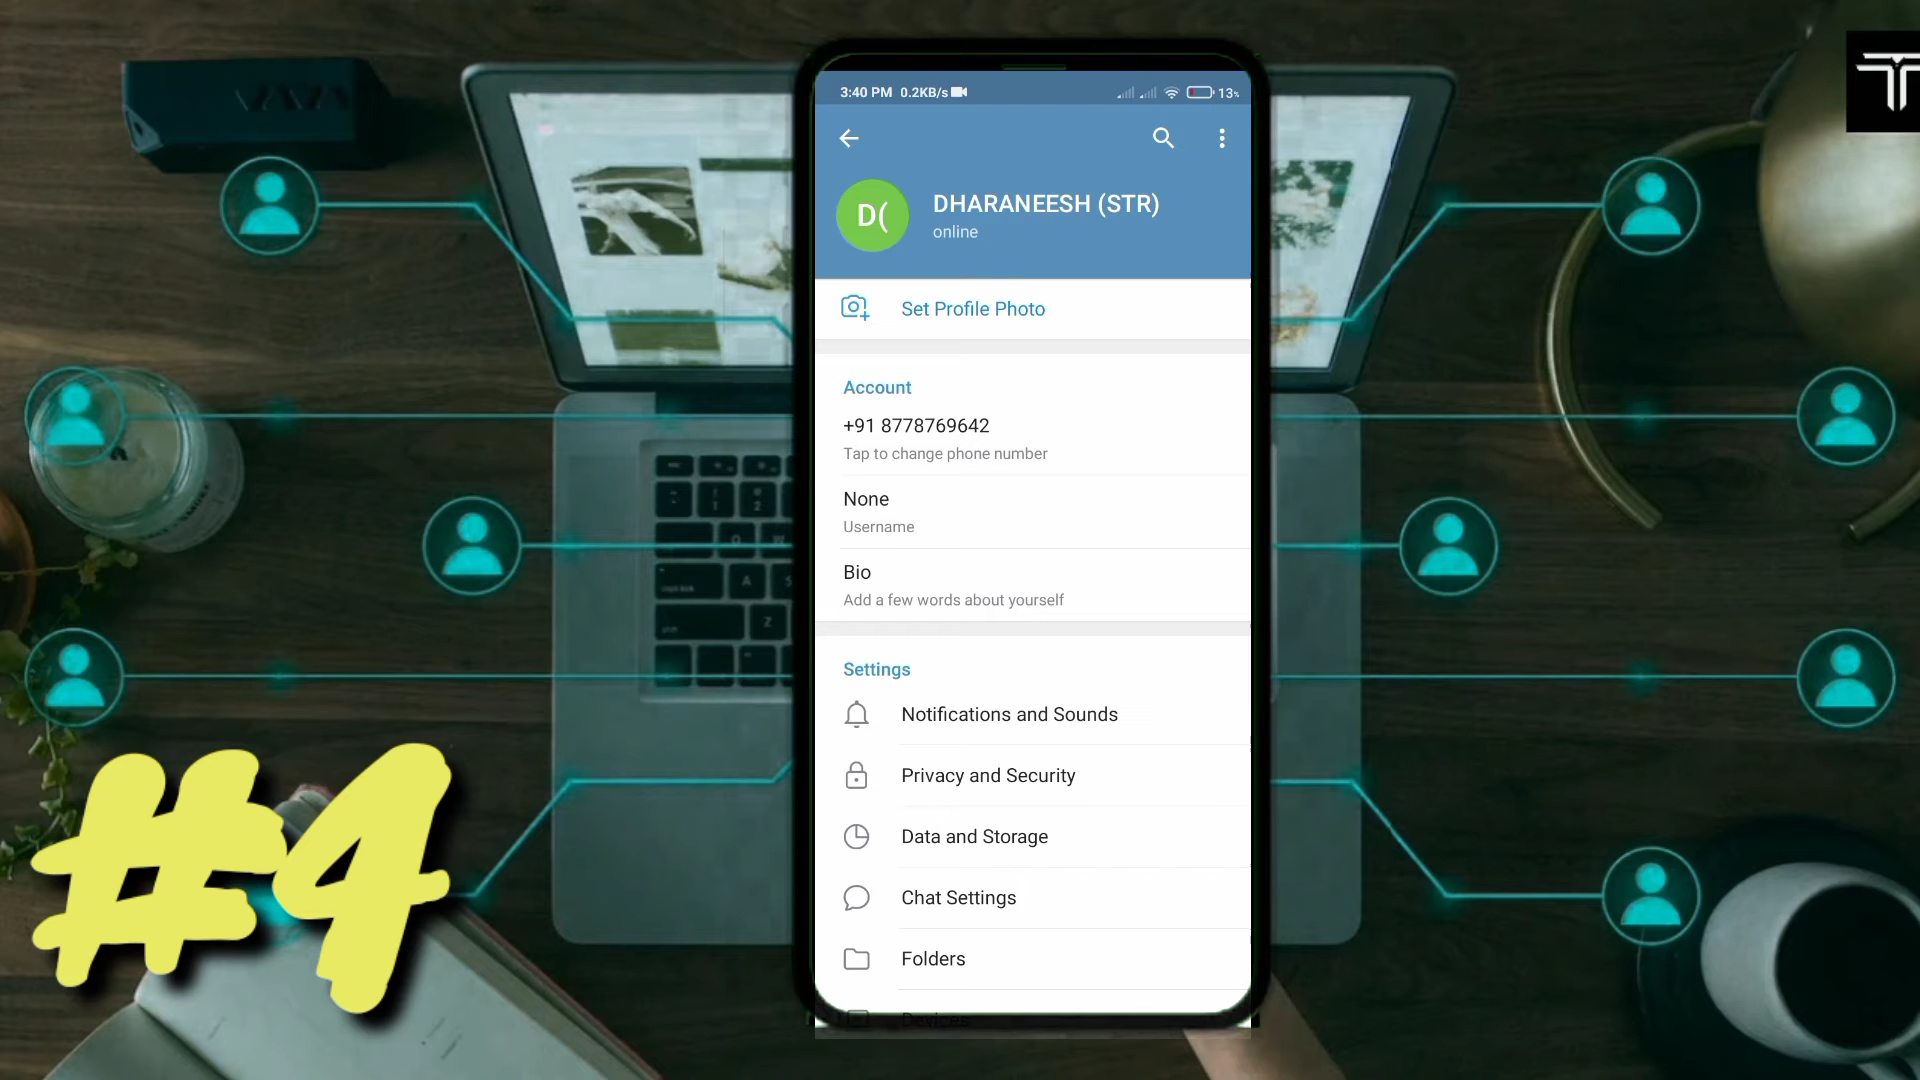 3:40 PM 0.2KB/s
13%
D(
DHARANEESH (STR)
online
Set Profile Photo
Account
+91 8778769642
Tap to change phone number
None
Username
Bio
Add a few words about yourself
Settings
Notifications and Sounds
Privacy and Security
Data and Storage
Chat Settings
Folders
Devices
#4